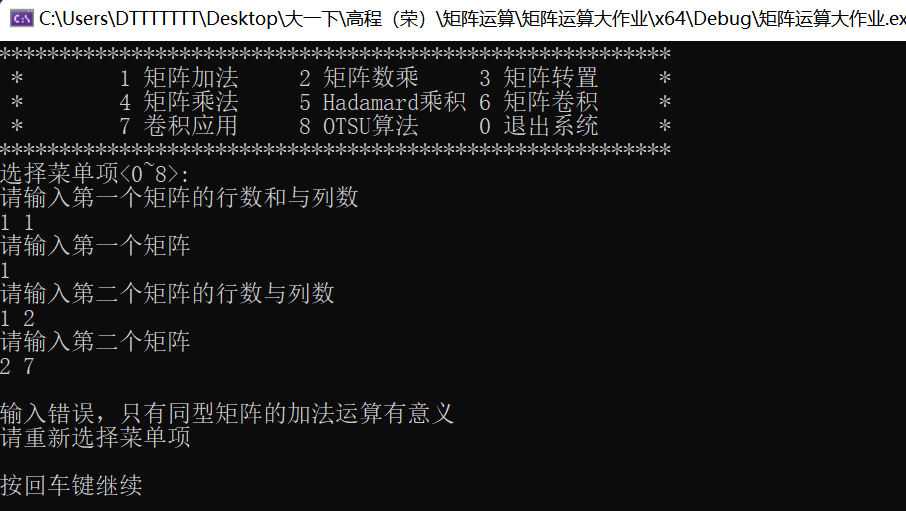 C:\Users\DTTTTTTT\Desktop\大一下\高程（荣）\矩阵运算\矩阵运算大作业\x64\Debug\矩阵运算大作业.ex
********************************************************
* 1 矩阵加法 2 矩阵数乘 3 矩阵转置 *
* 4 矩阵乘法 5 Hadamard乘积 6 矩阵卷积 *
* 7 卷积应用 8 OTSU算法 0 退出系统 *
********************************************************
选择菜单项<0~8>:
请输入第一个矩阵的行数和与列数
1 1
请输入第一个矩阵
1
请输入第二个矩阵的行数与列数
1 2
请输入第二个矩阵
2 7
输入错误，只有同型矩阵的加法运算有意义
请重新选择菜单项
按回车键继续